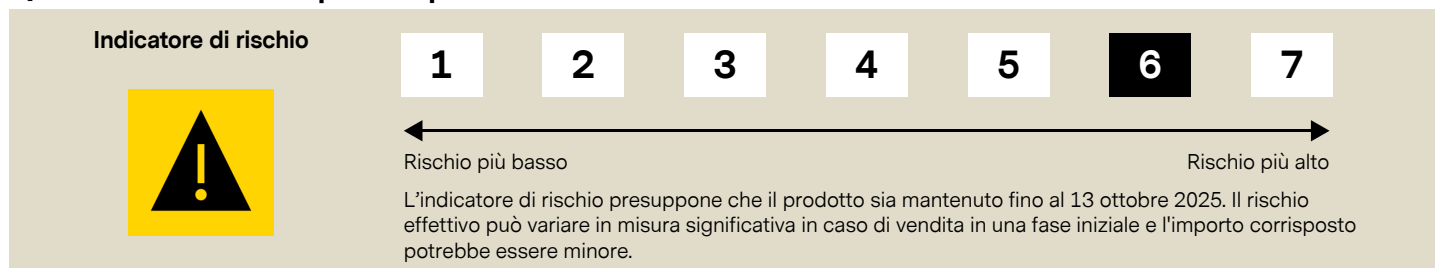 Indicatore di rischio
1 2 3 4 5 6 7
Rischio più basso Rischio più alto
L'indicatore di rischio presuppone che il prodotto sia mantenuto fino al 13 ottobre 2025. Il rischio
effettivo può variare in misura significativa in caso di vendita in una fase iniziale e l'importo corrisposto
potrebbe essere minore.